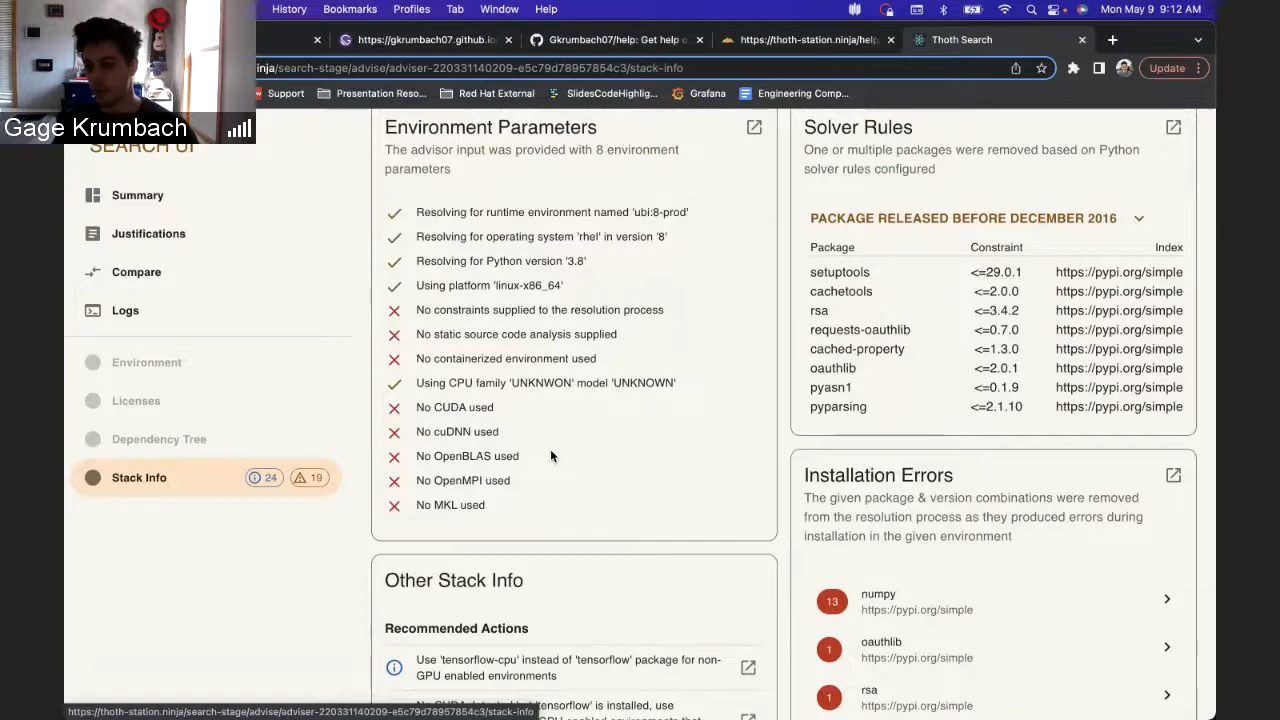 History Bookmarks Profiles Tab Window Help
Mon May 9 9:12 AM
https://gkrumbach07.github.io
Gkrumbach07/help: Get help o
https://thoth-station.ninja/help
Thoth Search
inja/search-stage/advise/adviser-220331140209-e5c79d78957854c3/stack-info
Update
Support
Presentation Reso...
Red Hat External
SlidesCodeHighlig...
Grafana
Engineering Comp...
Gage Krumbach
SEARCH UI
Summary
Justifications
Compare
Logs
Environment
Licenses
Dependency Tree
Stack Info
24
19
Environment Parameters
The advisor input was provided with 8 environment
parameters
Resolving for runtime environment named 'ubi:8-prod'
Resolving for operating system 'rhel' in version '8'
Resolving for Python version '3.8'
Using platform 'linux-x86_64'
No constraints supplied to the resolution process
No static source code analysis supplied
No containerized environment used
Using CPU family 'UNKNWON' model 'UNKNOWN'
No CUDA used
No cuDNN used
No OpenBLAS used
No OpenMPI used
No MKL used
Other Stack Info
Recommended Actions
Use 'tensorflow-cpu' instead of 'tensorflow' package for non-
GPU enabled environments
Solver Rules
One or multiple packages were removed based on Python
solver rules configured
PACKAGE RELEASED BEFORE DECEMBER 2016
Package Constraint Index
setuptools <=29.0.1 https://pypi.org/simple
cachetools <=2.0.0 https://pypi.org/simple
rsa <=3.4.2 https://pypi.org/simple
requests-oauthlib <=0.7.0 https://pypi.org/simple
cached-property <=1.3.0 https://pypi.org/simple
oauthlib <=2.0.1 https://pypi.org/simple
pyasn1 <=0.1.9 https://pypi.org/simple
pyparsing <=2.1.10 https://pypi.org/simple
Installation Errors
The given package & version combinations were removed
from the resolution process as they produced errors during
installation in the given environment
13 numpy
https://pypi.org/simple
1 oauthlib
https://pypi.org/simple
1 rsa
https://pypi.org/simple
https://thoth-station.ninja/search-stage/advise/adviser-220331140209-e5c79d78957854c3/stack-info